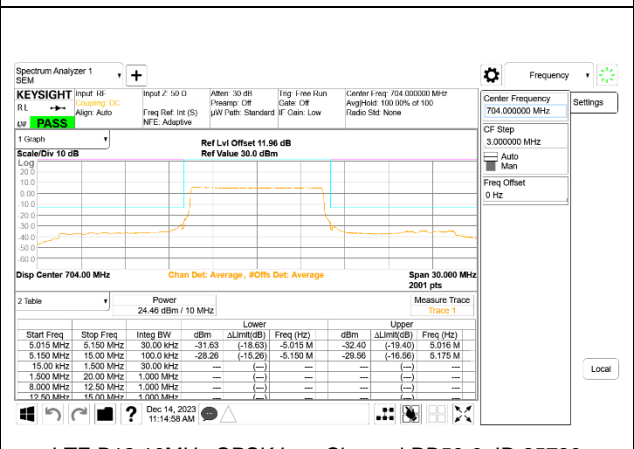 Spectrum Analyzer 1
SEM
Frequency
KEYSIGHT Input: RF Input Z: 50 Ω Atten: 30 dB Trig: Free Run Center Freq: 704.000000 MHz
RL Coupling: DC Preamp: Off Gate: Off Avg|Hold: 100.00% of 100
Align: Auto Freq Ref: Int (S) µW Path: Standard IF Gain: Low Radio Std: None
PASS NFE: Adaptive
Center Frequency
704.000000 MHz
Settings
CF Step
3.000000 MHz
Auto
Man
Freq Offset
0 Hz
1 Graph
Scale/Div 10 dB
Ref Lvl Offset 11.96 dB
Ref Value 30.0 dBm
Log
20.0
10.0
0.00
-10.0
-20.0
-30.0
-40.0
-50.0
-60.0
Disp Center 704.00 MHz Chan Det: Average, #Offs Det: Average Span 30.000 MHz
2001 pts
2 Table Power Measure Trace
24.46 dBm / 10 MHz Trace 1
Lower Upper
Start Freq Stop Freq Integ BW dBm ΔLimit(dB) Freq (Hz) dBm ΔLimit(dB) Freq (Hz)
5.015 MHz 5.150 MHz 30.00 kHz -31.63 (-18.63) -5.015 M -32.40 (-19.40) 5.016 M
5.150 MHz 15.00 MHz 100.0 kHz -28.26 (-15.26) -5.150 M -29.56 (-16.56) 5.175 M
15.00 kHz 1.500 MHz 30.00 kHz --- (---) --- (---)
1.500 MHz 20.00 MHz 1.000 MHz --- (---) --- (---)
8.000 MHz 12.50 MHz 1.000 MHz --- (---) --- (---)
12.50 MHz 15.00 MHz 1.000 MHz --- (---) --- (---)
Local
Dec 14, 2023
11:14:58 AM